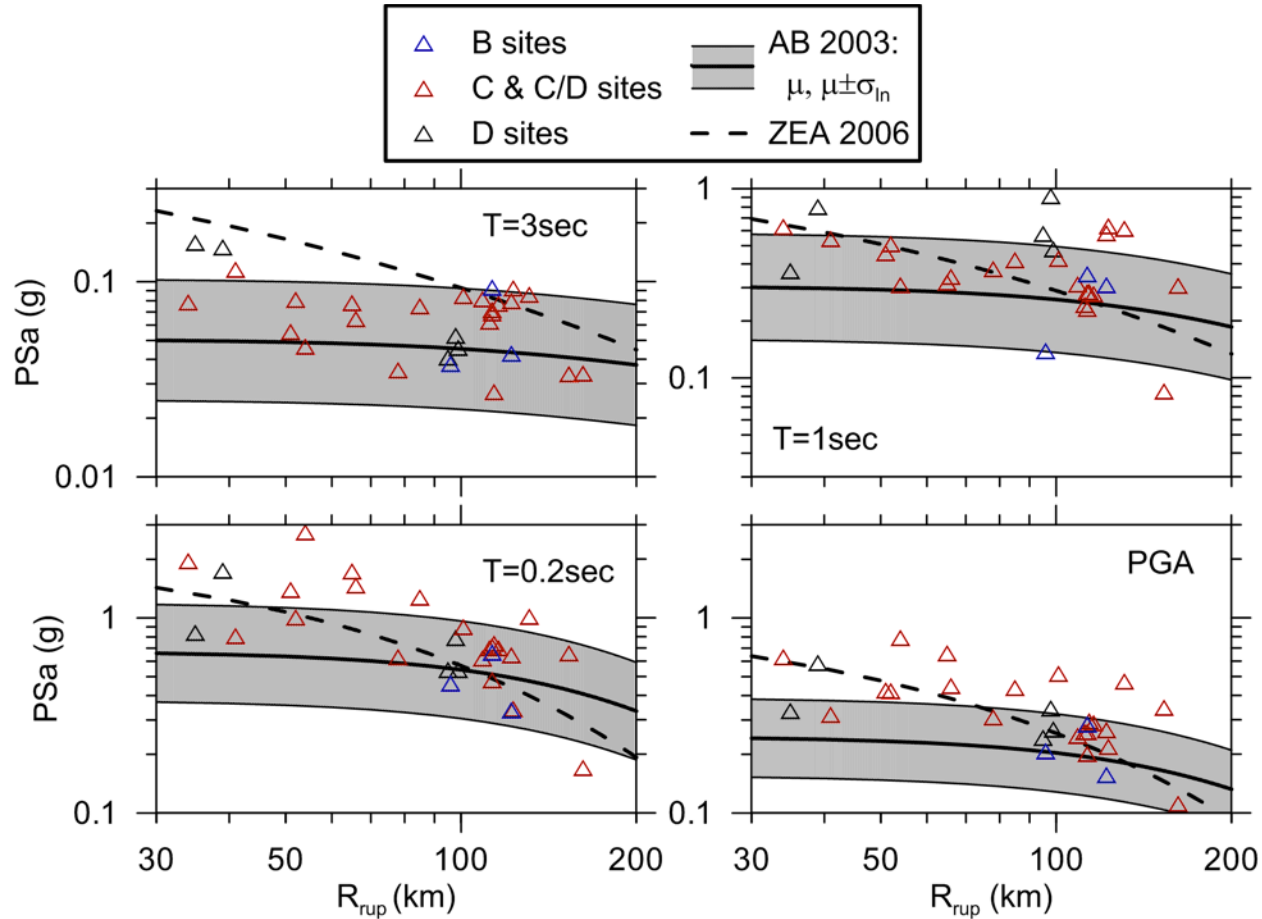 B sites
C & C/D sites
D sites
AB 2003:
μ, μ±σln
ZEA 2006
PSa (g)
0.1
0.01
T=3sec
100
1
0.1
T=1sec
100
PSa (g)
1
0.1
T=0.2sec
30
50
100
200
Rrup (km)
1
0.1
PGA
30
50
100
200
Rrup (km)